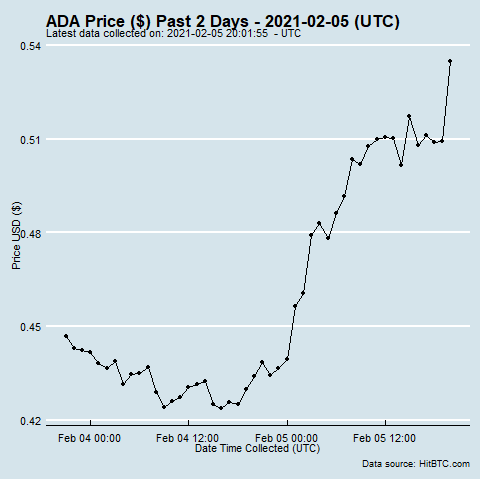 ADA Price ($) Past 2 Days - 2021-02-05 (UTC)
Latest data collected on: 2021-02-05 20:01:55 - UTC
0.54
0.51
0.48
0.45
0.42
Price USD ($)
Feb 04 00:00 Feb 04 12:00 Feb 05 00:00 Feb 05 12:00
Date Time Collected (UTC)
Data source: HitBTC.com